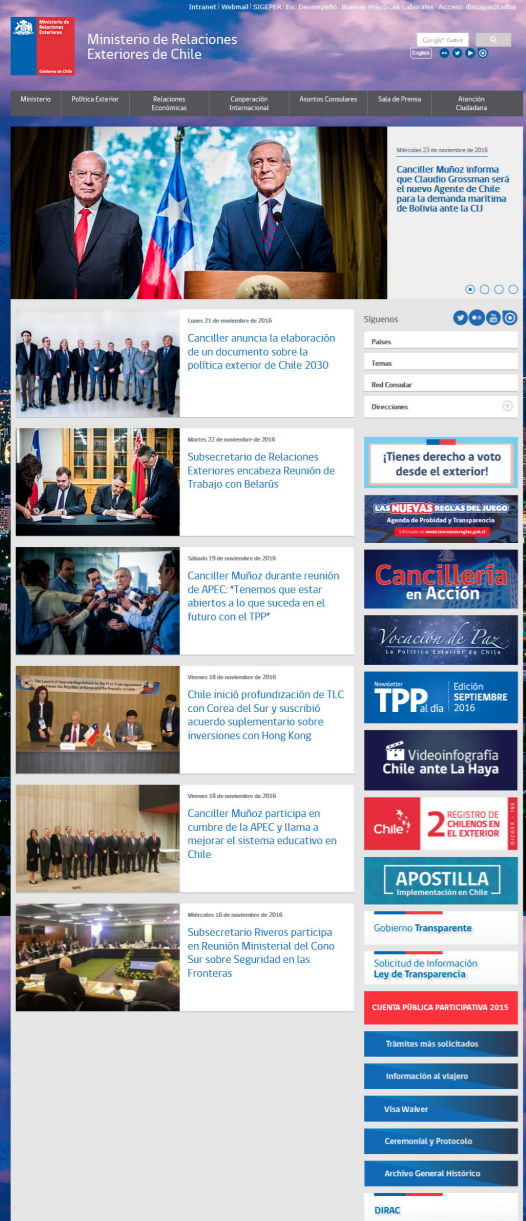 Intranet | Webmail | SIGEPER Ev. Desempeño Buenas Prácticas Laborales Acceso discapacitados
Ministerio de
Relaciones
Exteriores
Gobierno de Chile
Ministerio de Relaciones
Exteriores de Chile
Google™ Custom
English
Ministerio
Política Exterior
Relaciones
Económicas
Cooperación
Internacional
Asuntos Consulares
Sala de Prensa
Atención
Ciudadana
Miércoles 23 de noviembre de 2016
Canciller Muñoz informa
que Claudio Grossman será
el nuevo Agente de Chile
para la demanda marítima
de Bolivia ante la CIJ
Lunes 21 de noviembre de 2016
Canciller anuncia la elaboración
de un documento sobre la
política exterior de Chile 2030
Martes 22 de noviembre de 2016
Subsecretario de Relaciones
Exteriores encabeza Reunión de
Trabajo con Belarús
Sábado 19 de noviembre de 2016
Canciller Muñoz durante reunión
de APEC: “Tenemos que estar
abiertos a lo que suceda en el
futuro con el TPP”
Viernes 18 de noviembre de 2016
Chile inició profundización de TLC
con Corea del Sur y suscribió
acuerdo suplementario sobre
inversiones con Hong Kong
Viernes 18 de noviembre de 2016
Canciller Muñoz participa en
cumbre de la APEC y llama a
mejorar el sistema educativo en
Chile
Miércoles 16 de noviembre de 2016
Subsecretario Riveros participa
en Reunión Ministerial del Cono
Sur sobre Seguridad en las
Fronteras
Síguenos
Países
Temas
Red Consular
Direcciones
¡Tienes derecho a voto
desde el exterior!
LAS NUEVAS REGLAS DEL JUEGO
Agenda de Probidad y Transparencia
Cancillería
en Acción
Vocación de Paz
La Política Exterior de Chile
Newsletter
TPP al día
Edición
SEPTIEMBRE
2016
Videoinfografía
Chile ante La Haya
Chile
2 REGISTRO DE
CHILENOS EN
EL EXTERIOR
DICOEX - INE
APOSTILLA
Implementación en Chile
Gobierno Transparente
Solicitud de Información
Ley de Transparencia
CUENTA PÚBLICA PARTICIPATIVA 2015
Trámites más solicitados
Información al viajero
Visa Waiver
Ceremonial y Protocolo
Archivo General Histórico
DIRAC